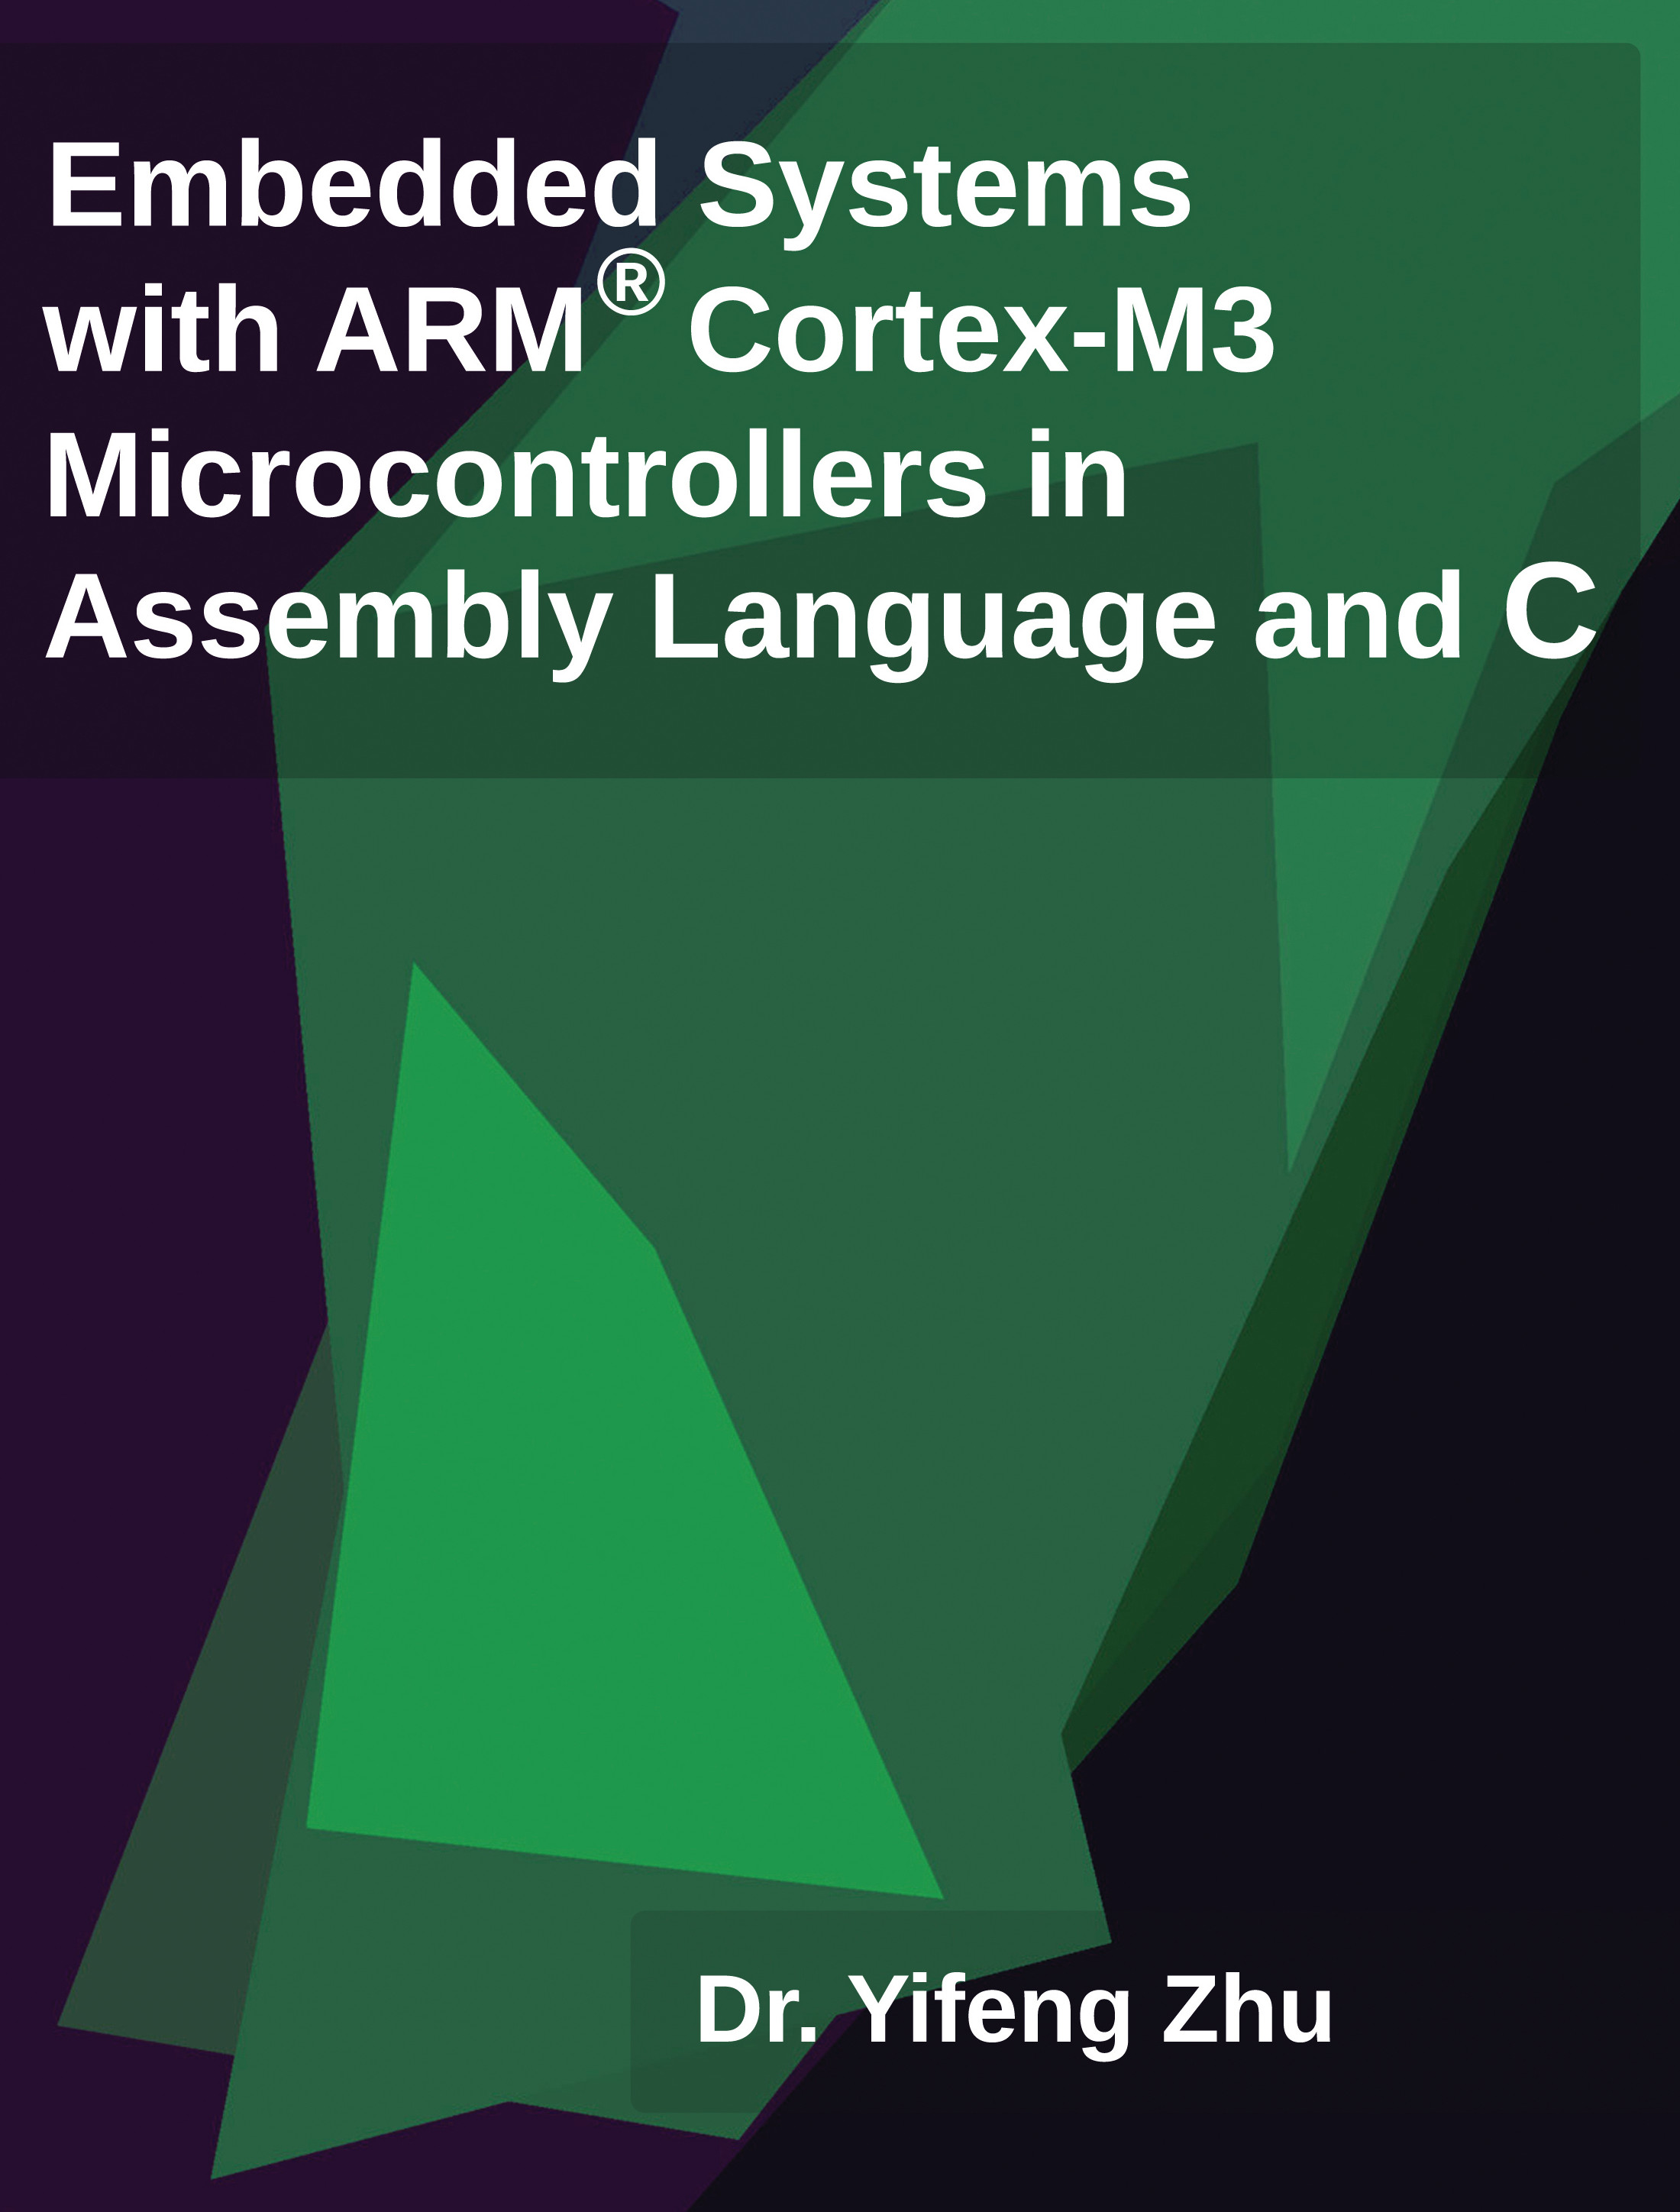 Embedded Systems
with ARM® Cortex-M3
Microcontrollers in
Assembly Language and C
Dr. Yifeng Zhu